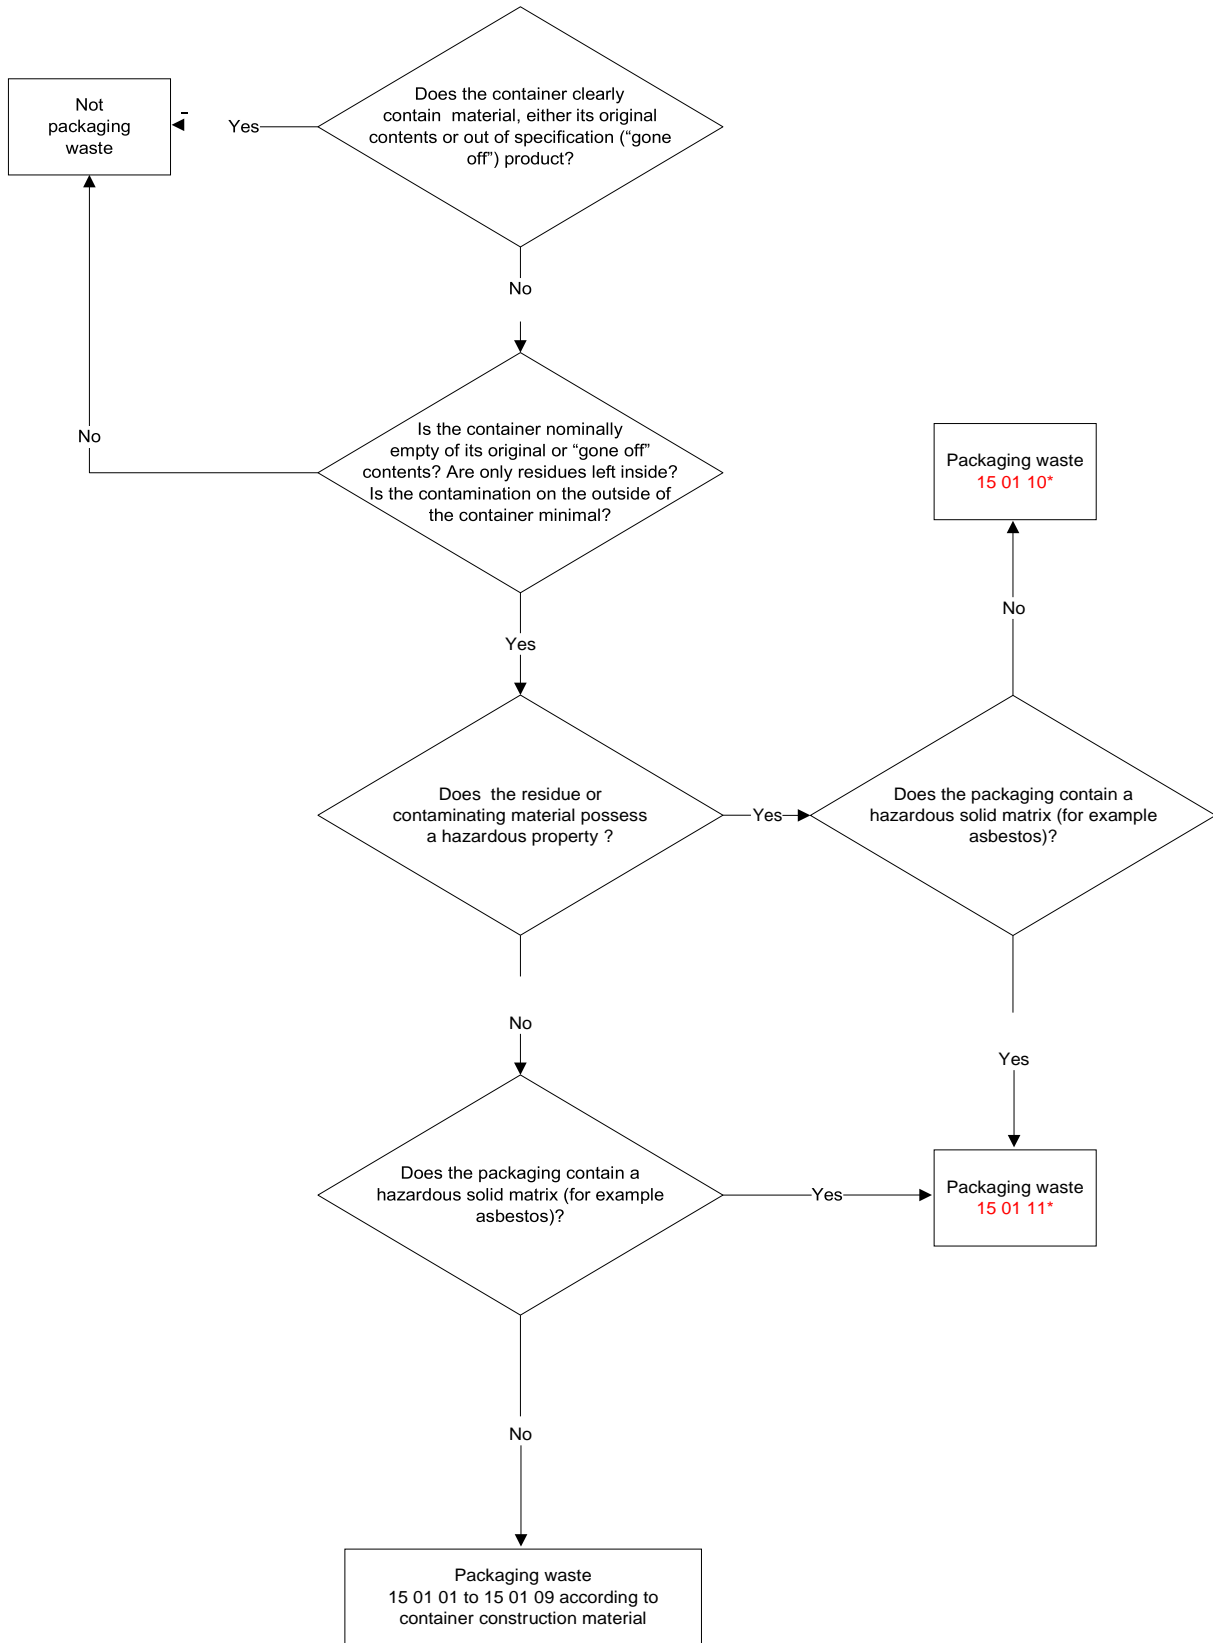 Does the container clearly
contain  material, either its original
contents or out of specification (“gone
off”) product?
Not
packaging
waste
Yes
No
Is the container nominally
empty of its original or “gone off”
contents? Are only residues left inside?
Is the contamination on the outside of
the container minimal?
No
Packaging waste
15 01 10*
No
Yes
Does  the residue or
contaminating material possess
a hazardous property ?
Yes
Does the packaging contain a
hazardous solid matrix (for example
asbestos)?
No
Yes
Does the packaging contain a
hazardous solid matrix (for example
asbestos)?
Yes
Packaging waste
15 01 11*
No
Packaging waste
15 01 01 to 15 01 09 according to
container construction material